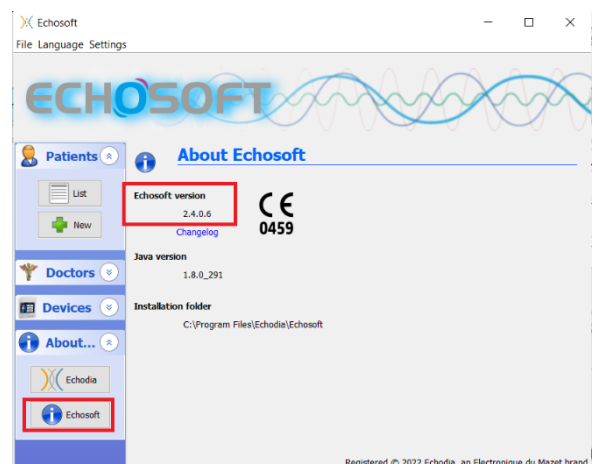 Echosoft
File Language Settings
ECHOSOFT
Patients
List
New
Doctors
Devices
About...
Echodia
Echosoft
About Echosoft
Echosoft version
2.4.0.6
Changelog
CE
0459
Java version
1.8.0_291
Installation folder
C:\Program Files\Echodia\Echosoft
Registered © 2022 Echodia, an Electronique du Mazet brand